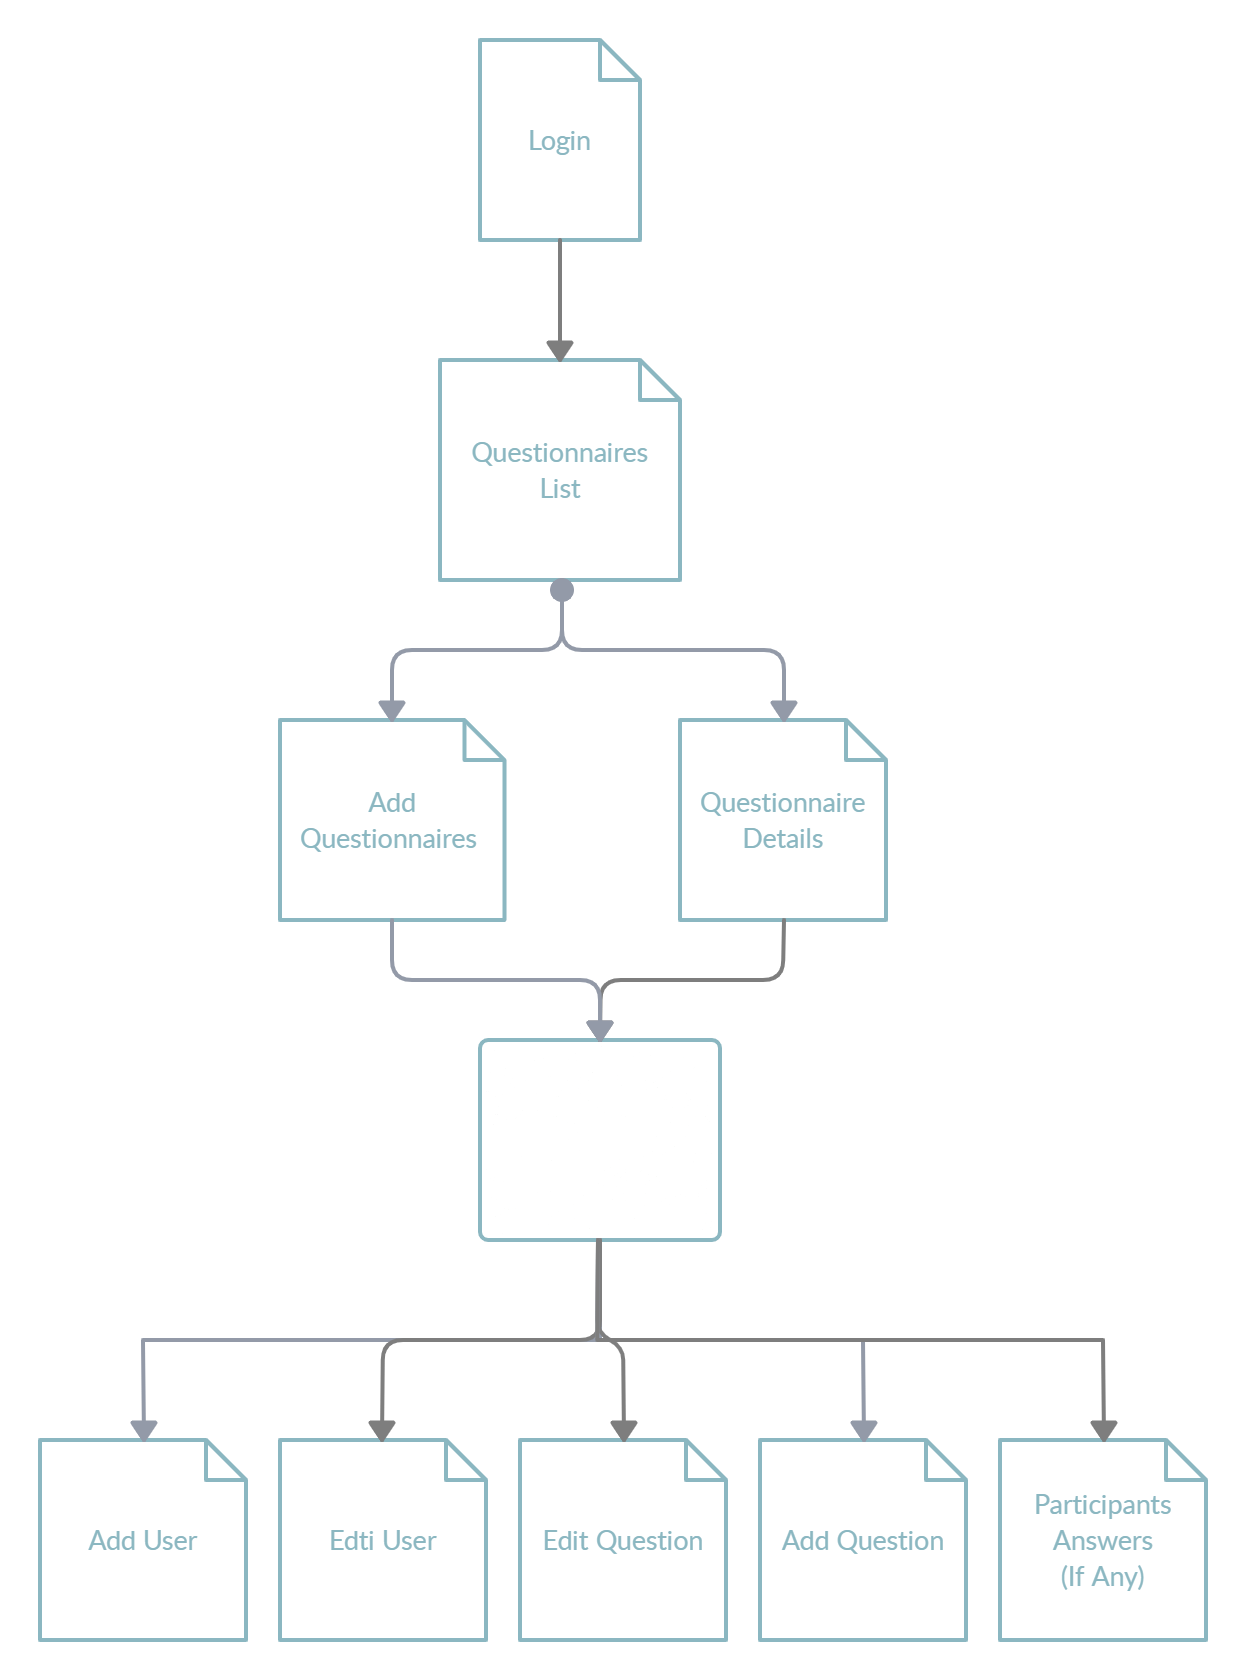 Login
Questionnaires
List
Add
Questionnaires
Questionnaire
Details
Add User
Edti User
Edit Question
Add Question
Participants
Answers
(If Any)